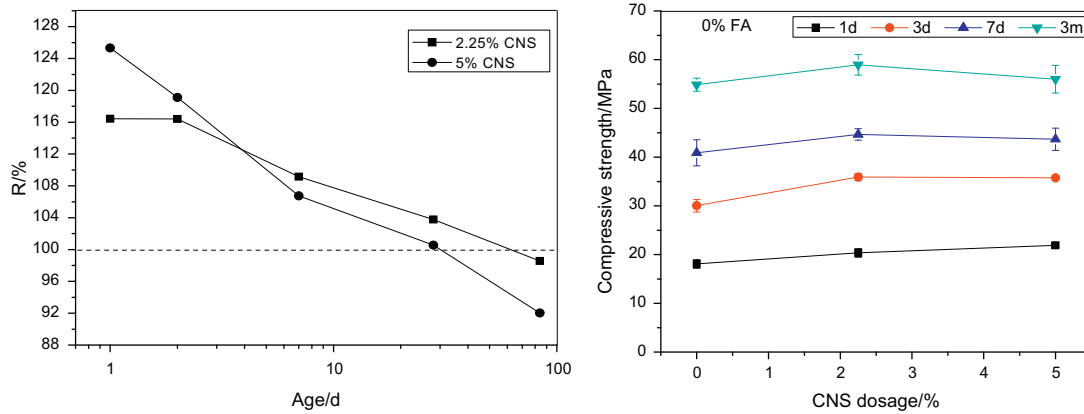 128
124
120
116
112
108
104
100
96
92
88
R/%
2.25% CNS
5% CNS
1
10
100
Age/d
70
60
50
40
30
20
10
0
Compressive strength/MPa
0% FA
1d
3d
7d
3m
0
1
2
3
4
5
CNS dosage/%